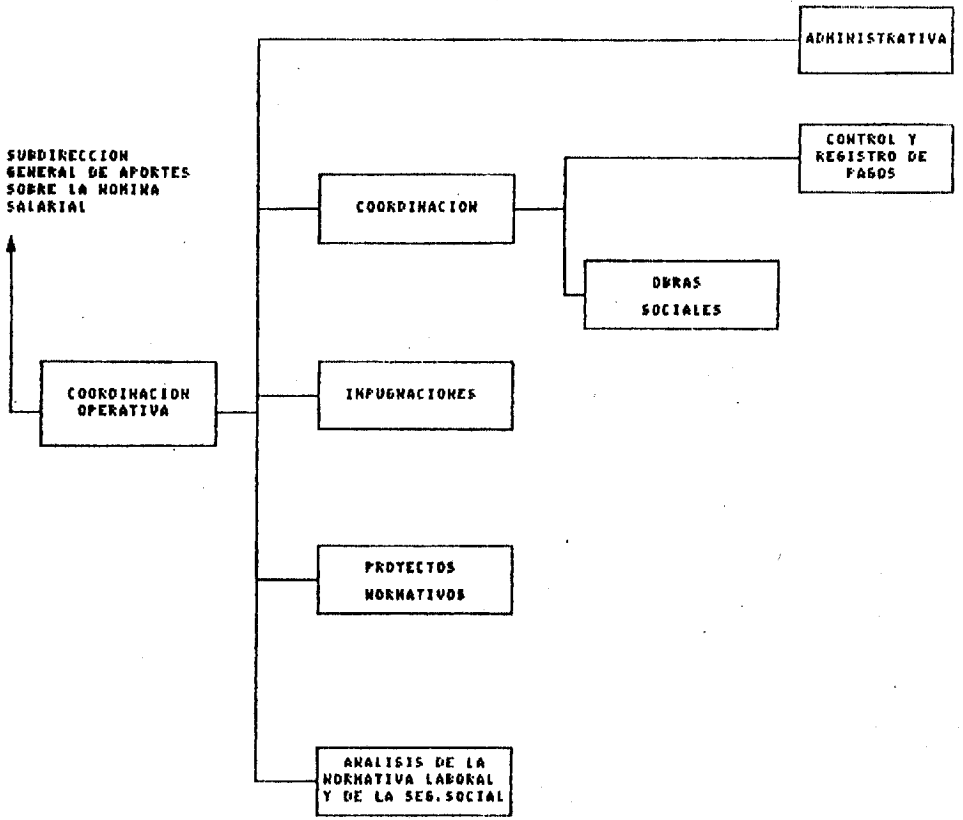 ADMINISTRATIVA
CONTROL Y
REGISTRO DE
PAGOS
SUBDIRECCION
GENERAL DE APORTES
SOBRE LA NOMINA
SALARIAL
COORDINACION
OBRAS
SOCIALES
COORDINACION
OPERATIVA
IMPUGNACIONES
PROYECTOS
NORMATIVOS
ANALISIS DE LA
NORMATIVA LABORAL
Y DE LA SEG.SOCIAL